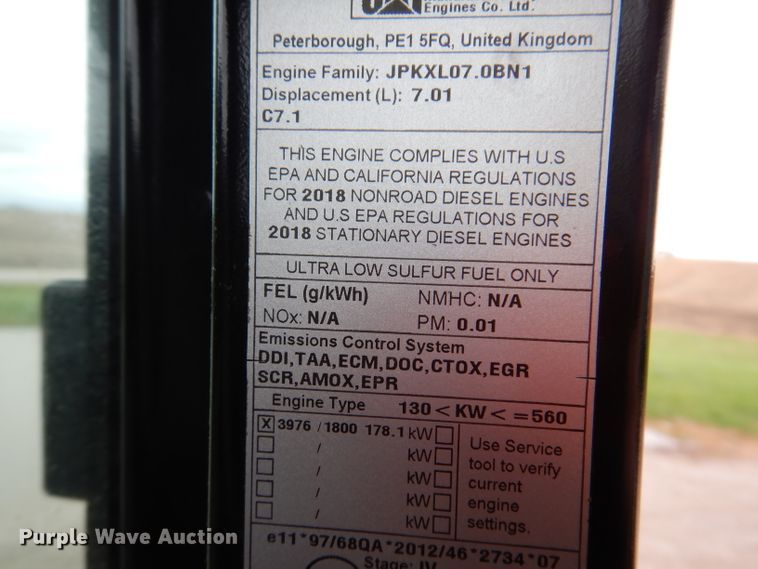 Engines Co. Ltd.
Peterborough, PE1 5FQ, United Kingdom
Engine Family: JPKXL07.0BN1
Displacement (L): 7.01
C7.1
THIS ENGINE COMPLIES WITH U.S
EPA AND CALIFORNIA REGULATIONS
FOR 2018 NONROAD DIESEL ENGINES
AND U.S EPA REGULATIONS FOR
2018 STATIONARY DIESEL ENGINES
ULTRA LOW SULFUR FUEL ONLY
FEL (g/kWh) NMHC: N/A
NOx: N/A PM: 0.01
Emissions Control System
DDI,TAA,ECM,DOC,CTOX,EGR
SCR,AMOX,EPR
Engine Type 130 < KW < =560
X 3976 / 1800 178.1 kW
/ kW
/ kW
/ kW
/ kW
Use Service
tool to verify
current
engine
settings.
e11*97/68QA*2012/46*2734*07
Stage: IV
Purple Wave Auction